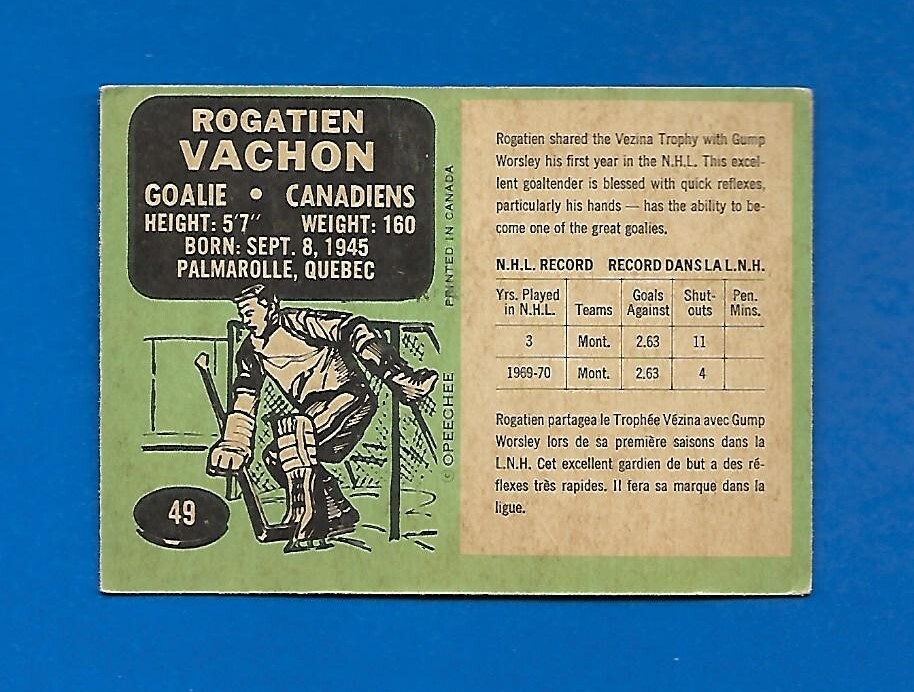 ROGATIEN
VACHON
GOALIE • CANADIENS
HEIGHT: 5'7" WEIGHT: 160
BORN: SEPT. 8, 1945
PALMAROLLE, QUEBEC
49
© OPEECHEE PRINTED IN CANADA
Rogatien shared the Vezina Trophy with Gump
Worsley his first year in the N.H.L. This excel-
lent goaltender is blessed with quick reflexes,
particularly his hands — has the ability to be-
come one of the great goalies.
N.H.L. RECORD RECORD DANS LA L.N.H.
Yrs. Played in N.H.L. Teams Goals Against Shut-outs Pen. Mins.
3 Mont. 2.63 11
1969-70 Mont. 2.63 4
Rogatien partagea le Trophée Vézina avec Gump
Worsley lors de sa première saisons dans la
L.N.H. Cet excellent gardien de but a des ré-
flexes très rapides. Il fera sa marque dans la
ligue.